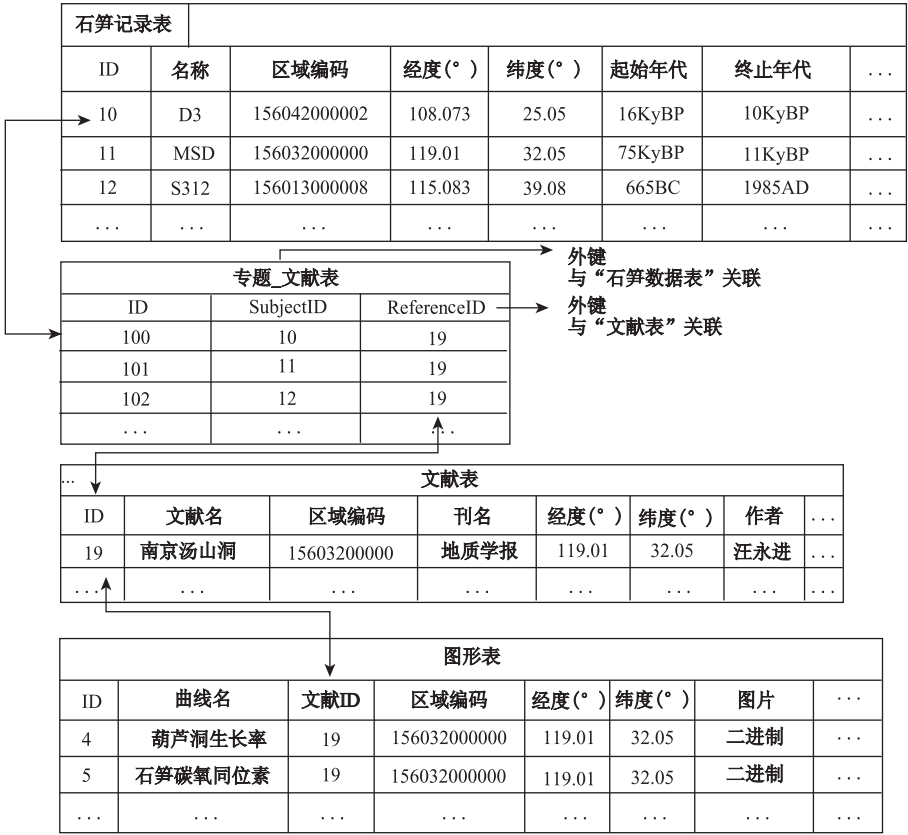 石笋记录表
ID 名称 区域编码 经度(°) 纬度(°) 起始年代 终止年代 ...
10 D3 156042000002 108.073 25.05 16KyBP 10KyBP ...
11 MSD 156032000000 119.01 32.05 75KyBP 11KyBP ...
12 S312 156013000008 115.083 39.08 665BC 1985AD ...
... ... ... ... ... ... ... ...
外键
与“石笋数据表”关联
专题_文献表
外键
与“文献表”关联
ID SubjectID ReferenceID
100 10 19
101 11 19
102 12 19
... ... ...
... 文献表
ID 文献名 区域编码 刊名 经度(°) 纬度(°) 作者 ...
19 南京汤山洞 15603200000 地质学报 119.01 32.05 汪永进 ...
... ... ... ... ... ... ... ...
图形表
ID 曲线名 文献ID 区域编码 经度(°) 纬度(°) 图片 ...
4 葫芦洞生长率 19 156032000000 119.01 32.05 二进制 ...
5 石笋碳氧同位素 19 156032000000 119.01 32.05 二进制 ...
... ... ... ... ... ... ... ...